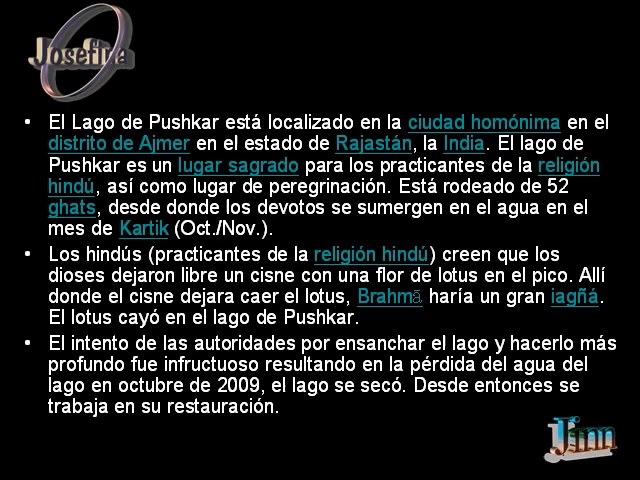 Josefina
• El Lago de Pushkar está localizado en la ciudad homónima en el
distrito de Ajmer en el estado de Rajastán, la India. El lago de
Pushkar es un lugar sagrado para los practicantes de la religión
hindú, así como lugar de peregrinación. Está rodeado de 52
ghats, desde donde los devotos se sumergen en el agua en el
mes de Kartik (Oct./Nov.).
• Los hindús (practicantes de la religión hindú) creen que los
dioses dejaron libre un cisne con una flor de lotus en el pico. Allí
donde el cisne dejara caer el lotus, Brahmā haría un gran iagñá.
El lotus cayó en el lago de Pushkar.
• El intento de las autoridades por ensanchar el lago y hacerlo más
profundo fue infructuoso resultando en la pérdida del agua del
lago en octubre de 2009, el lago se secó. Desde entonces se
trabaja en su restauración.
Jinn